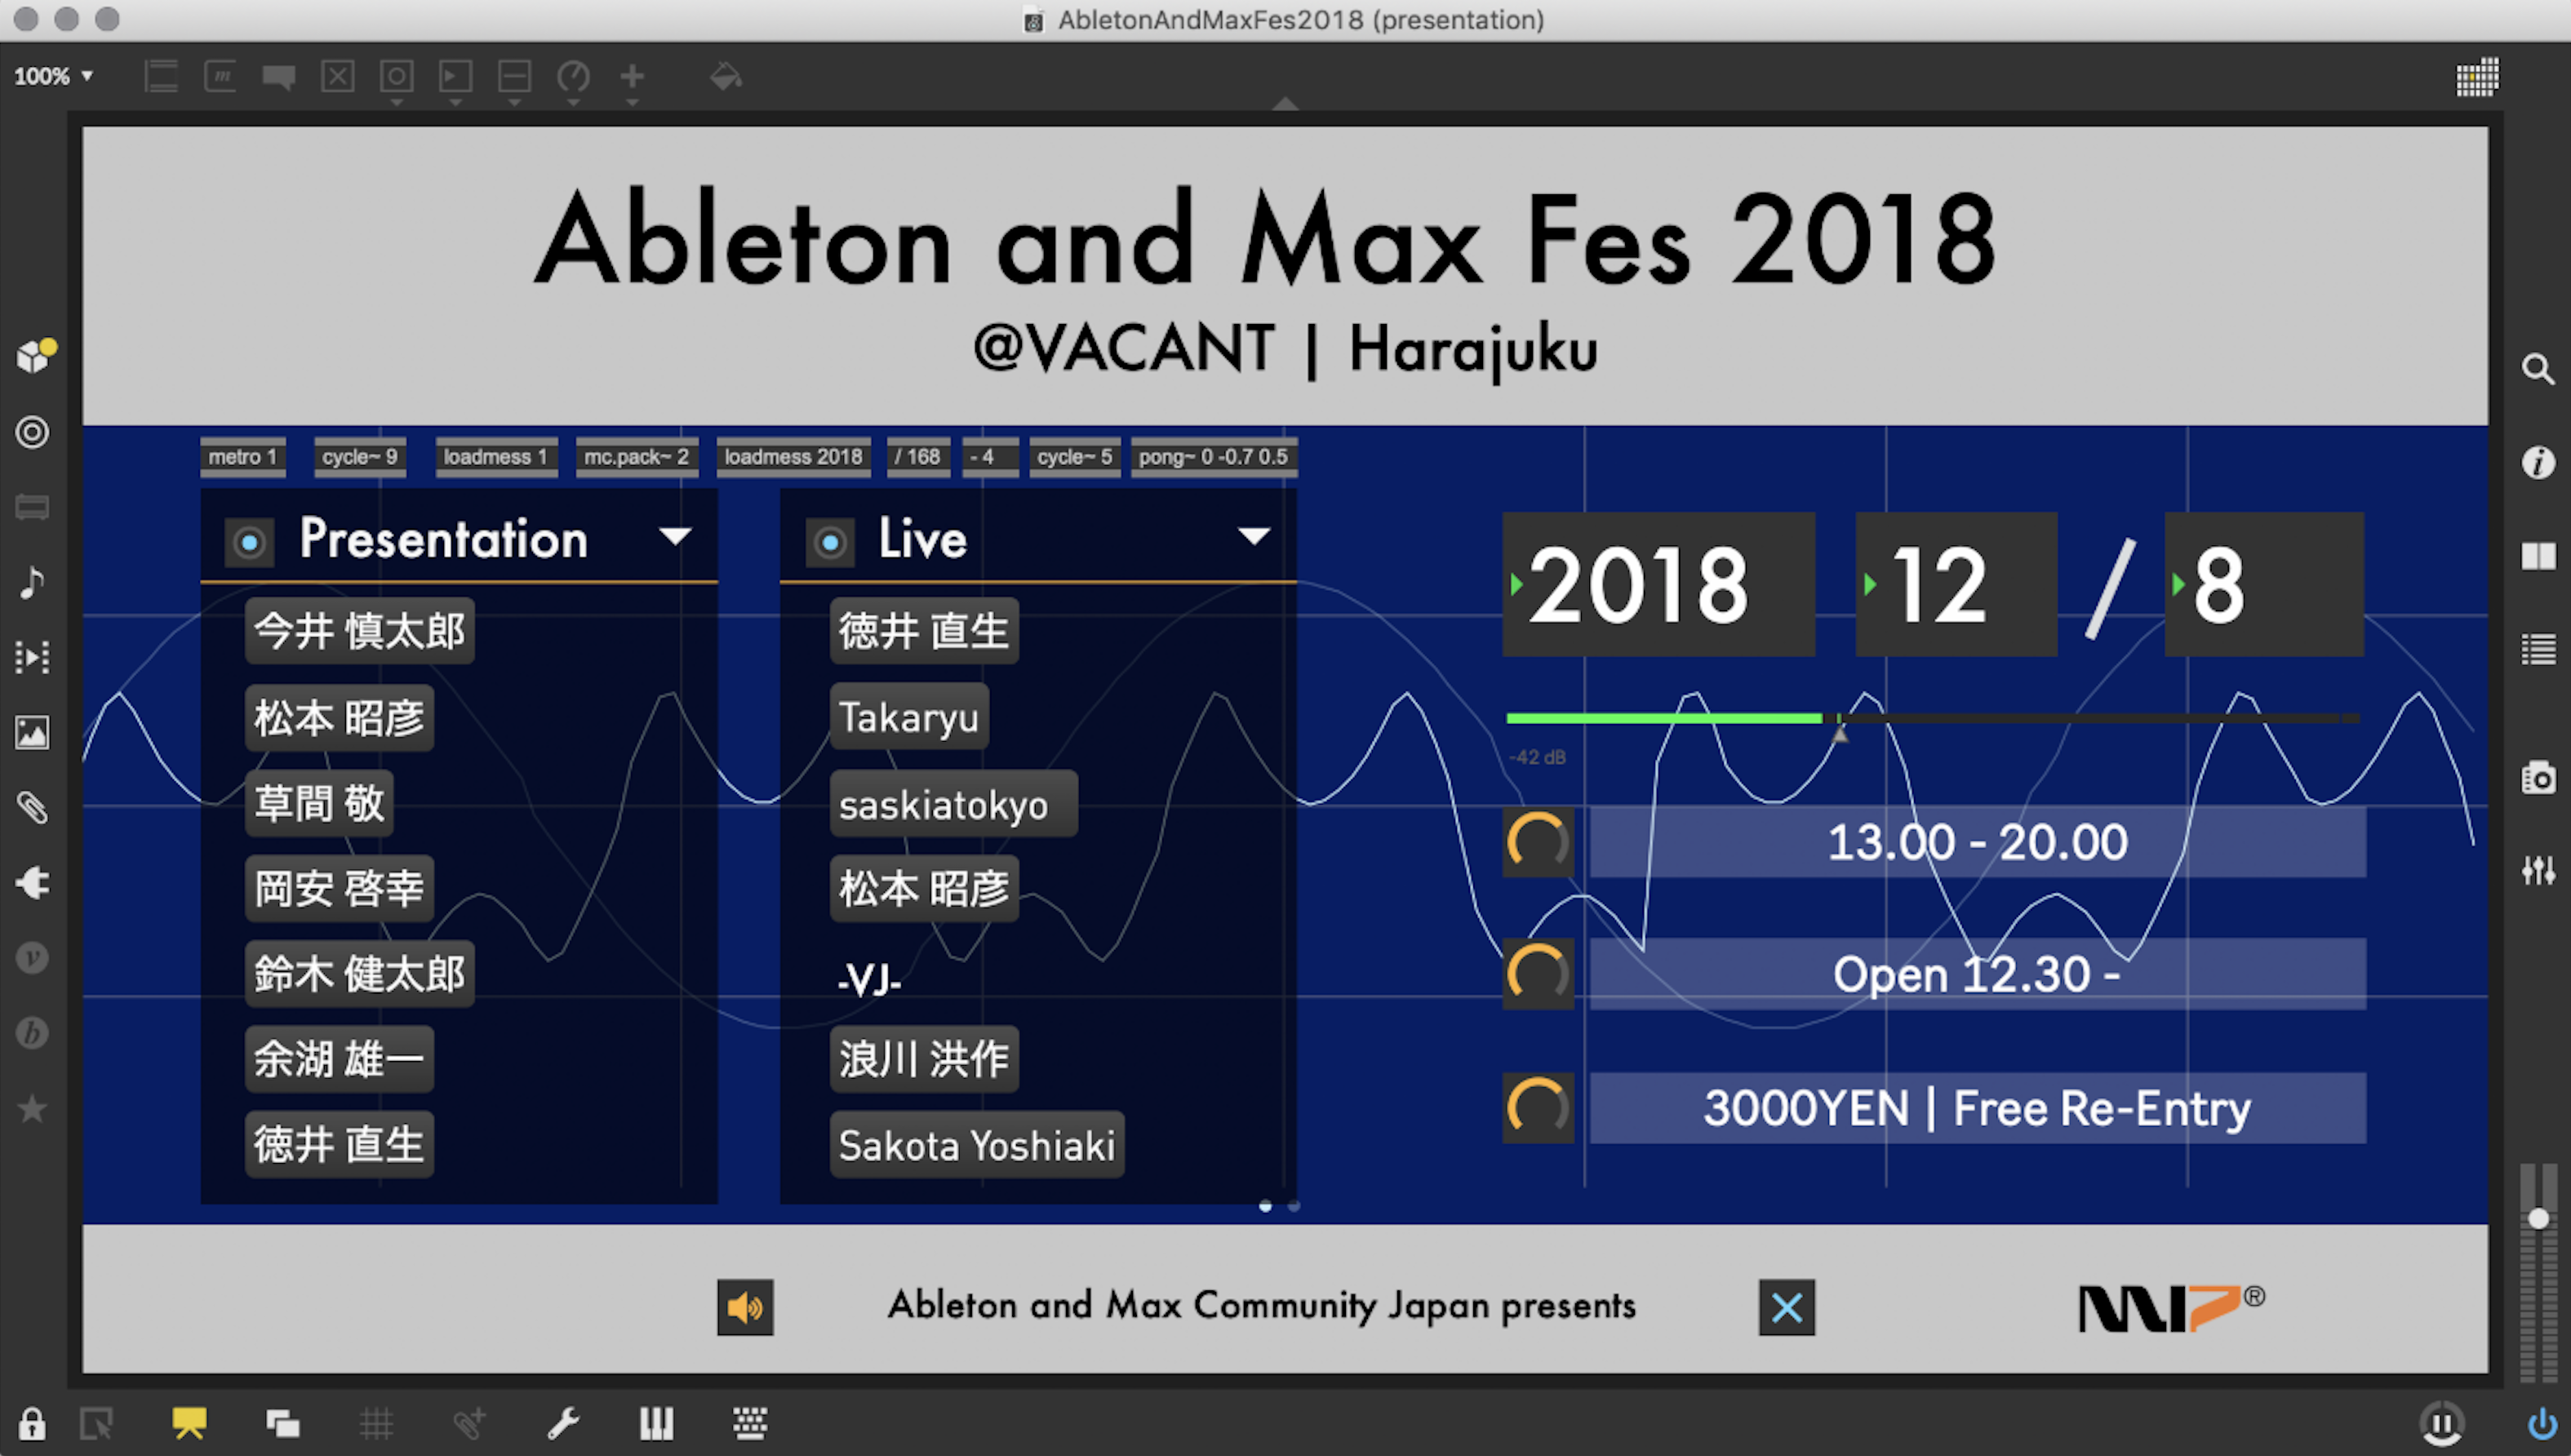 AbletonAndMaxFes2018 (presentation)
100%
Ableton and Max Fes 2018
@VACANT | Harajuku
metro 1
cycle~ 9
loadmess 1
mc.pack~ 2
loadmess 2018
/ 168
- 4
cycle~ 5
pong~ 0 -0.7 0.5
Presentation
今井 慎太郎
松本 昭彦
草間 敬
岡安 啓幸
鈴木 健太郎
余湖 雄一
徳井 直生
Live
徳井 直生
Takaryu
saskiatokyo
松本 昭彦
-VJ-
浪川 洪作
Sakota Yoshiaki
2018 12 / 8
-42 dB
13.00 - 20.00
Open 12.30 -
3000YEN | Free Re-Entry
Ableton and Max Community Japan presents
MI7®